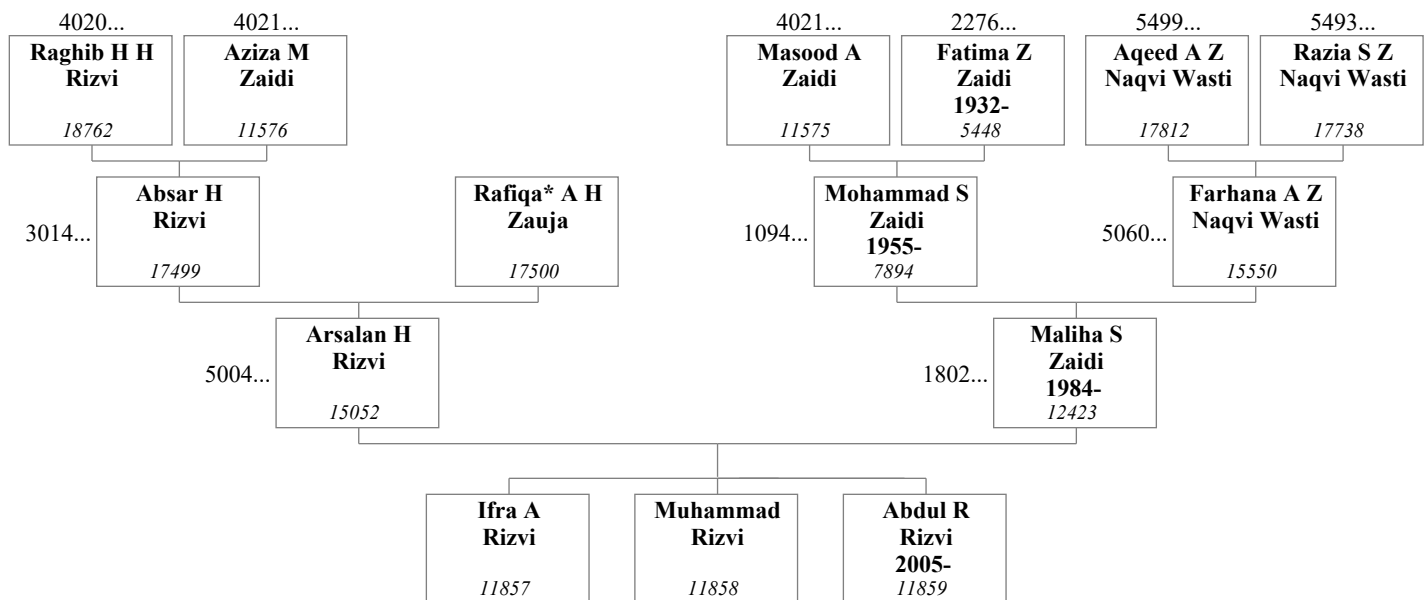 4020...
4021...
4021...
2276...
5499...
5493...
Raghib H H
Rizvi
18762
Aziza M
Zaidi
11576
Masood A
Zaidi
11575
Fatima Z
Zaidi
1932-
5448
Aqeed A Z
Naqvi Wasti
17812
Razia S Z
Naqvi Wasti
17738
3014...
Absar H
Rizvi
17499
Rafiqa* A H
Zauja
17500
1094...
Mohammad S
Zaidi
1955-
7894
5060...
Farhana A Z
Naqvi Wasti
15550
5004...
Arsalan H
Rizvi
15052
1802...
Maliha S
Zaidi
1984-
12423
Ifra A
Rizvi
11857
Muhammad
Rizvi
11858
Abdul R
Rizvi
2005-
11859